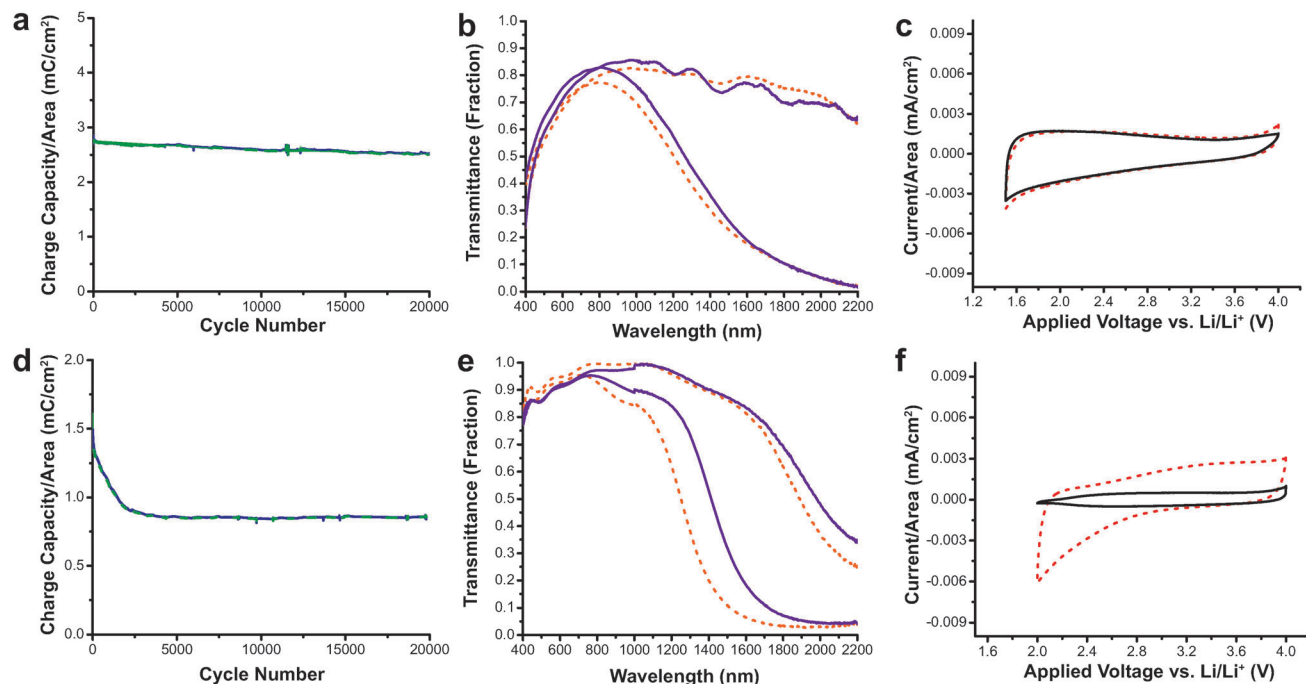 a
Charge Capacity/Area (mC/cm²)
5
4
3
2
1
0
0 5000 10000 15000 20000
Cycle Number
b
Transmittance (Fraction)
1.0
0.9
0.8
0.7
0.6
0.5
0.4
0.3
0.2
0.1
0.0
400 600 800 1000 1200 1400 1600 1800 2000 2200
Wavelength (nm)
c
Current/Area (mA/cm²)
0.009
0.006
0.003
0.000
-0.003
-0.006
-0.009
1.2 1.6 2.0 2.4 2.8 3.2 3.6 4.0
Applied Voltage vs. Li/Li⁺ (V)
d
Charge Capacity/Area (mC/cm²)
2.0
1.5
1.0
0.5
0.0
0 5000 10000 15000 20000
Cycle Number
e
Transmittance (Fraction)
1.0
0.9
0.8
0.7
0.6
0.5
0.4
0.3
0.2
0.1
0.0
400 600 800 1000 1200 1400 1600 1800 2000 2200
Wavelength (nm)
f
Current/Area (mA/cm²)
0.009
0.006
0.003
0.000
-0.003
-0.006
-0.009
1.6 2.0 2.4 2.8 3.2 3.6 4.0
Applied Voltage vs. Li/Li⁺ (V)